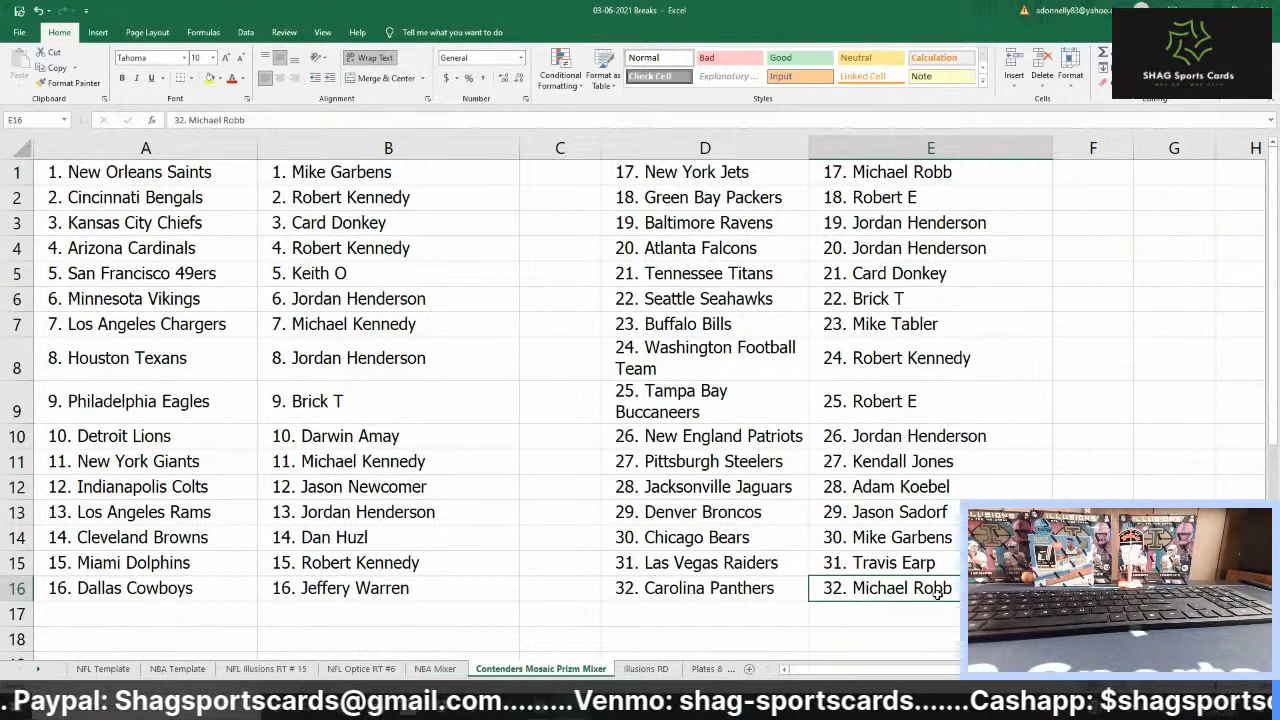 03-06-2021 Breaks - Excel
adonnelly83@yahoo.c
File Home Insert Page Layout Formulas Data Review View Help Tell me what you want to do
SHAG Sports Cards
Paste
Cut
Copy
Format Painter
Clipboard
Tahoma 10
B I U
Font
Wrap Text
Merge & Center
Alignment
General
$ % ,
Number
Conditional Formatting
Format as Table
Normal Bad Good Neutral Calculation
Check Cell Explanatory ... Input Linked Cell Note
Styles
Insert Delete Format
Cells
Editing
E16 fx 32. Michael Robb
A B C D E F G H
1 1. New Orleans Saints 1. Mike Garbens 17. New York Jets 17. Michael Robb
2 2. Cincinnati Bengals 2. Robert Kennedy 18. Green Bay Packers 18. Robert E
3 3. Kansas City Chiefs 3. Card Donkey 19. Baltimore Ravens 19. Jordan Henderson
4 4. Arizona Cardinals 4. Robert Kennedy 20. Atlanta Falcons 20. Jordan Henderson
5 5. San Francisco 49ers 5. Keith O 21. Tennessee Titans 21. Card Donkey
6 6. Minnesota Vikings 6. Jordan Henderson 22. Seattle Seahawks 22. Brick T
7 7. Los Angeles Chargers 7. Michael Kennedy 23. Buffalo Bills 23. Mike Tabler
8 8. Houston Texans 8. Jordan Henderson 24. Washington Football Team 24. Robert Kennedy
9 9. Philadelphia Eagles 9. Brick T 25. Tampa Bay Buccaneers 25. Robert E
10 10. Detroit Lions 10. Darwin Amay 26. New England Patriots 26. Jordan Henderson
11 11. New York Giants 11. Michael Kennedy 27. Pittsburgh Steelers 27. Kendall Jones
12 12. Indianapolis Colts 12. Jason Newcomer 28. Jacksonville Jaguars 28. Adam Koebel
13 13. Los Angeles Rams 13. Jordan Henderson 29. Denver Broncos 29. Jason Sadorf
14 14. Cleveland Browns 14. Dan Huzl 30. Chicago Bears 30. Mike Garbens
15 15. Miami Dolphins 15. Robert Kennedy 31. Las Vegas Raiders 31. Travis Earp
16 16. Dallas Cowboys 16. Jeffery Warren 32. Carolina Panthers 32. Michael Robb
17
18
NFL Template NBA Template NFL Illusions RT # 15 NFL Optice RT #6 NBA Mixer Contenders Mosaic Prizm Mixer Illusions RD Plates & ...
. Paypal: Shagsportscards@gmail.com.........Venmo: shag-sportscards.......Cashapp: $shagsportsc